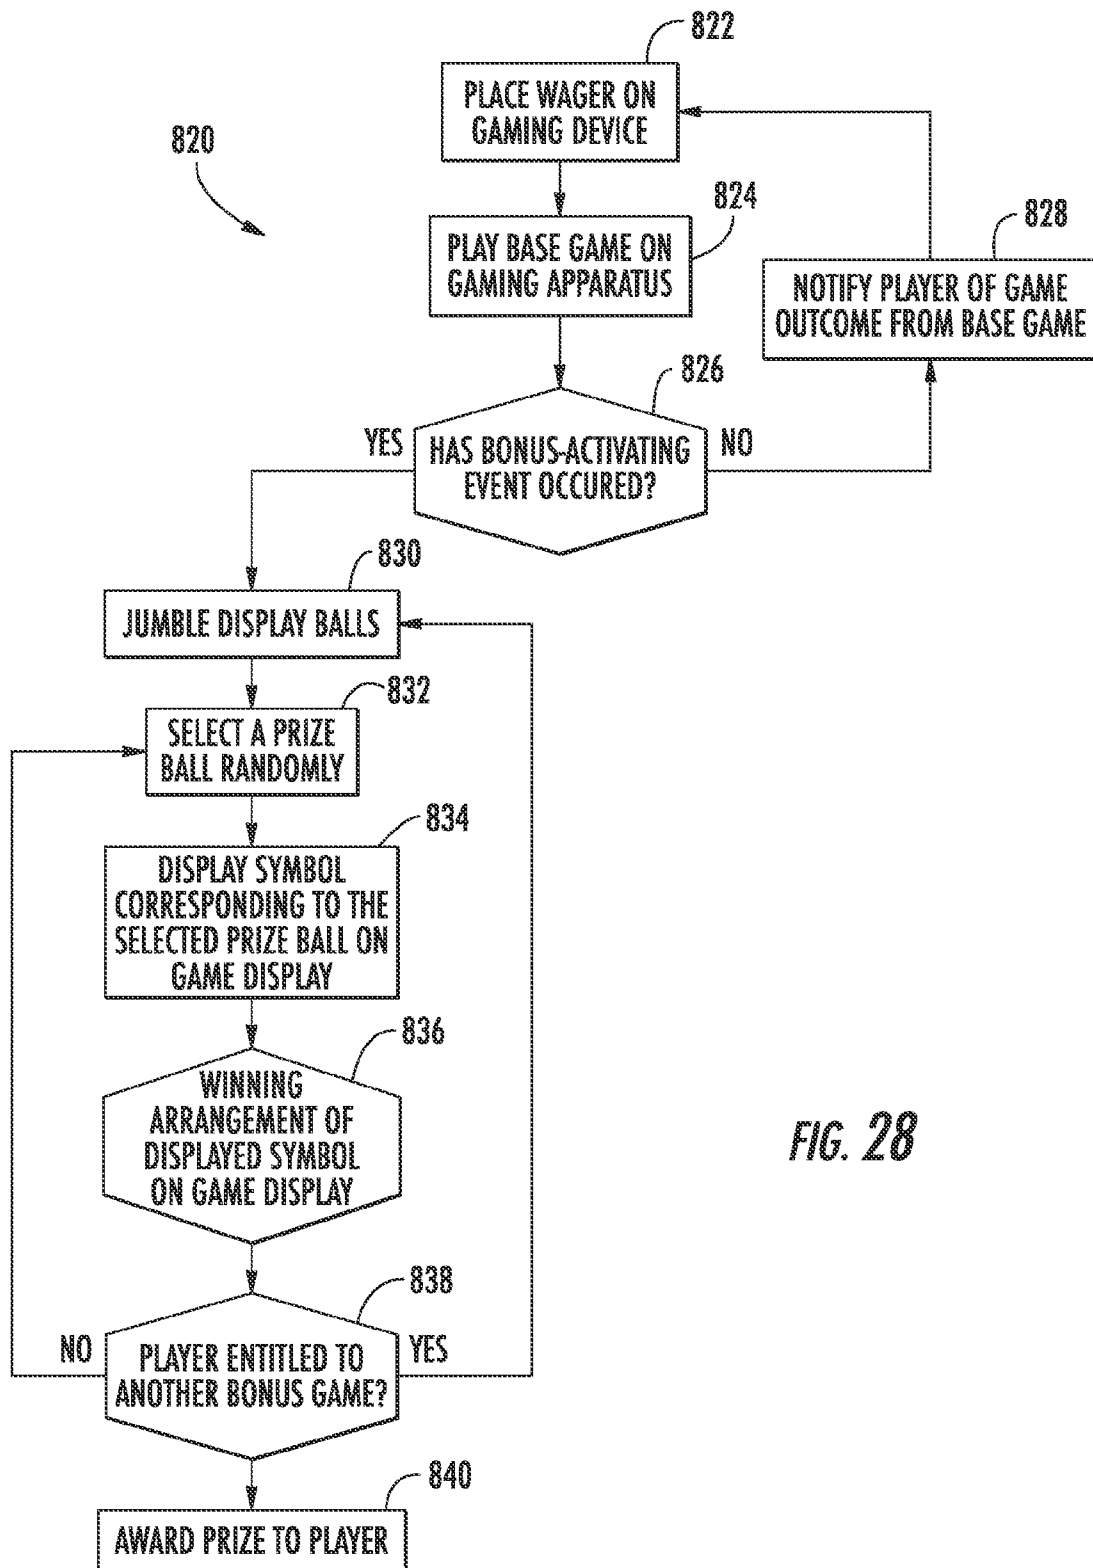 822
PLACE WAGER ON
GAMING DEVICE
820
824
PLAY BASE GAME ON
GAMING APPARATUS
828
NOTIFY PLAYER OF GAME
OUTCOME FROM BASE GAME
826
YES
HAS BONUS-ACTIVATING
EVENT OCCURED?
NO
830
JUMBLE DISPLAY BALLS
832
SELECT A PRIZE
BALL RANDOMLY
834
DISPLAY SYMBOL
CORRESPONDING TO THE
SELECTED PRIZE BALL ON
GAME DISPLAY
836
WINNING
ARRANGEMENT OF
DISPLAYED SYMBOL
ON GAME DISPLAY
FIG. 28
838
NO
PLAYER ENTITLED TO
ANOTHER BONUS GAME?
YES
840
AWARD PRIZE TO PLAYER